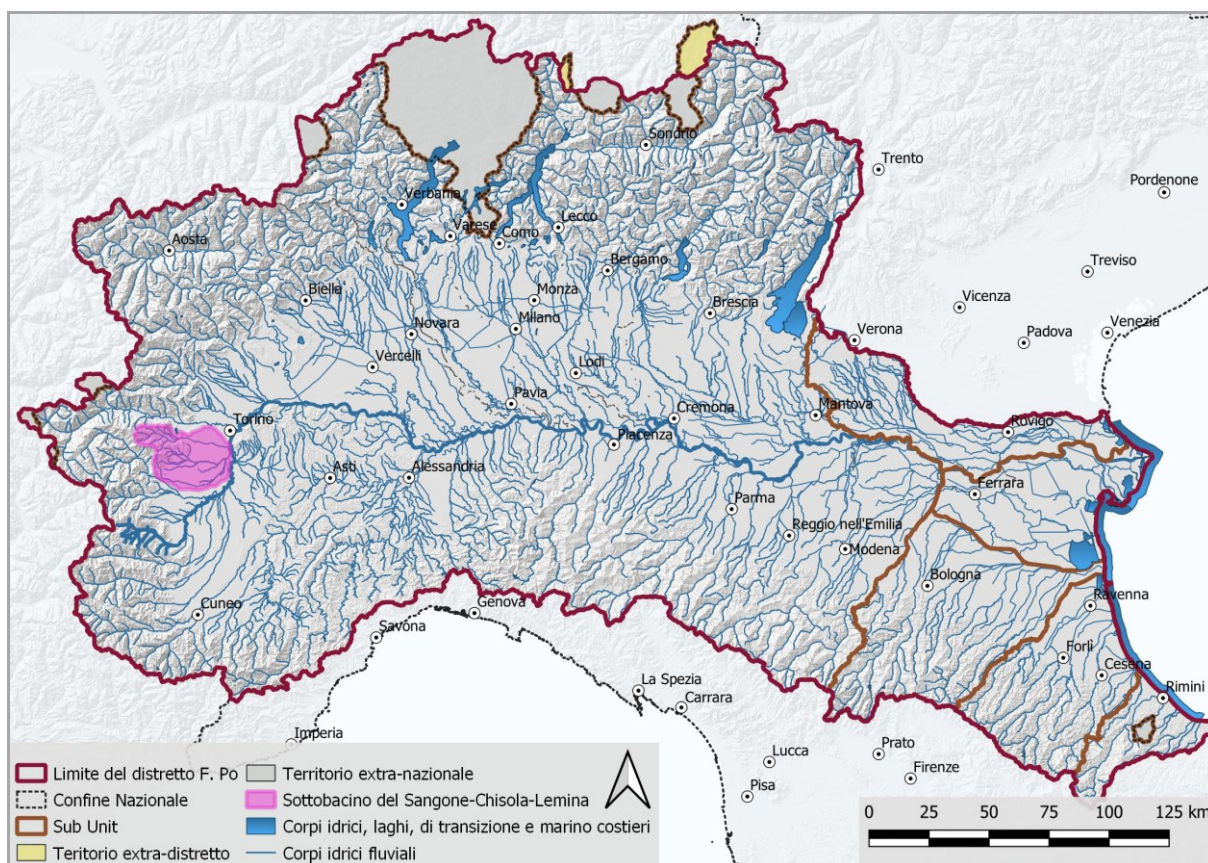 Sondrio
Trento
Pordenone
Verbania
Varese
Como
Lecco
Aosta
Bergamo
Treviso
Biella
Monza
Brescia
Vicenza
Milano
Novara
Verona
Padova
Venezia
Vercelli
Lodi
Pavia
Torino
Cremona
Mantova
Rovigo
Piacenza
Asti
Alessandria
Ferrara
Parma
Reggio nell'Emilia
Modena
Bologna
Cuneo
Genova
Ravenna
Savona
Forlì
Cesena
La Spezia
Carrara
Rimini
Imperia
Lucca
Prato
Firenze
Pisa
Limite del distretto F. Po
Territorio extra-nazionale
Confine Nazionale
Sottobacino del Sangone-Chisola-Lemina
Sub Unit
Corpi idrici, laghi, di transizione e marino costieri
Territorio extra-distretto
Corpi idrici fluviali
0 25 50 75 100 125 km